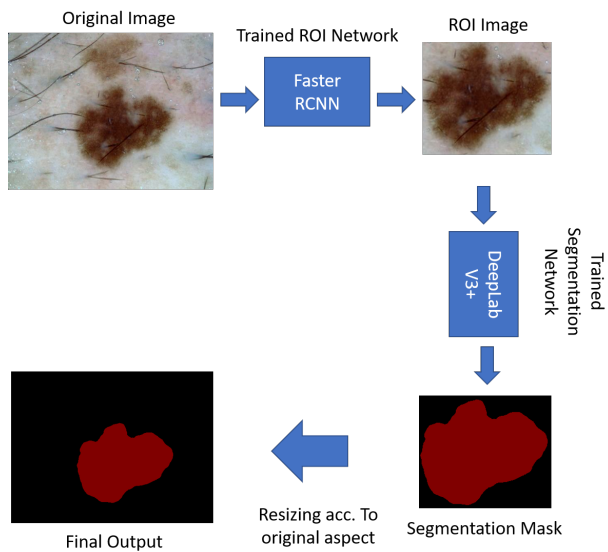 Original Image
Trained ROI Network
ROI Image
Faster
RCNN
DeepLab
V3+
Trained
Segmentation
Network
Resizing acc. To
original aspect
Segmentation Mask
Final Output